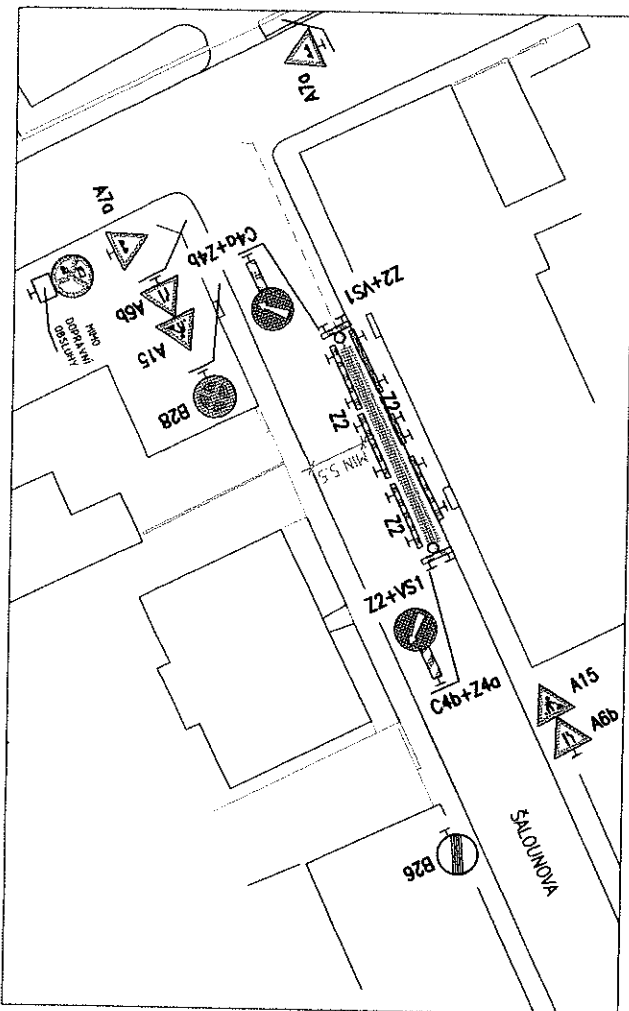 A7a
A7a
C4a+Z4b
A6b
A15
MIMO
DOPRAVNÍ
OBSLUHY
B28
Z2+VS1
Z2
Z2
MIN 5.5
Z2
Z2+VS1
C4b+Z4a
A15
A6b
ŠALOUNOVA
B26